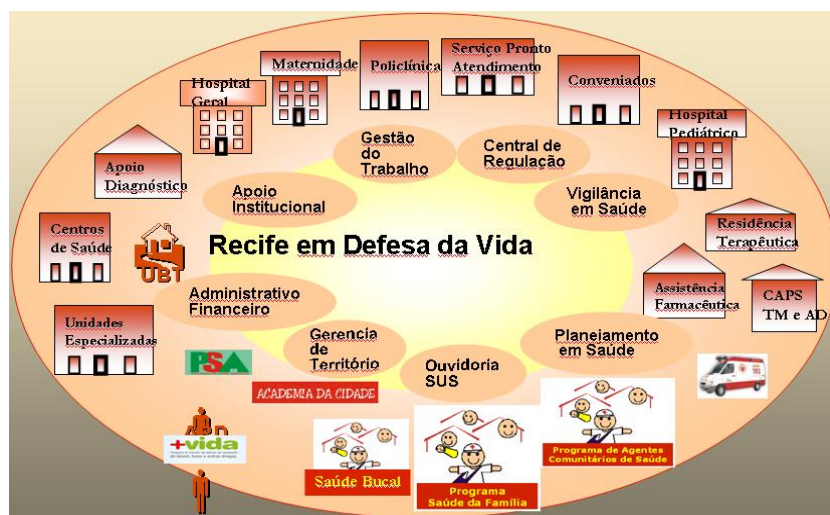 Serviço Pronto
Atendimento
Policlínica
Maternidade
Conveniados
Hospital
Geral
Hospital
Pediátrico
Gestão
do
Trabalho
Central de
Regulação
Apoio
Diagnóstico
Apoio
Institucional
Vigilância
em Saúde
Centros
de Saúde
UBT
Recife em Defesa da Vida
Residência
Terapêutica
Assistência
Farmacêutica
CAPS
TM e AD
Administrativo
Financeiro
Unidades
Especializadas
Gerencia
de
Território
Planejamento
em Saúde
Ouvidoria
SUS
PSA
ACADEMIA DA CIDADE
+vida
Saúde Bucal
Programa
Saúde da Família
Programa de Agentes
Comunitários de Saúde